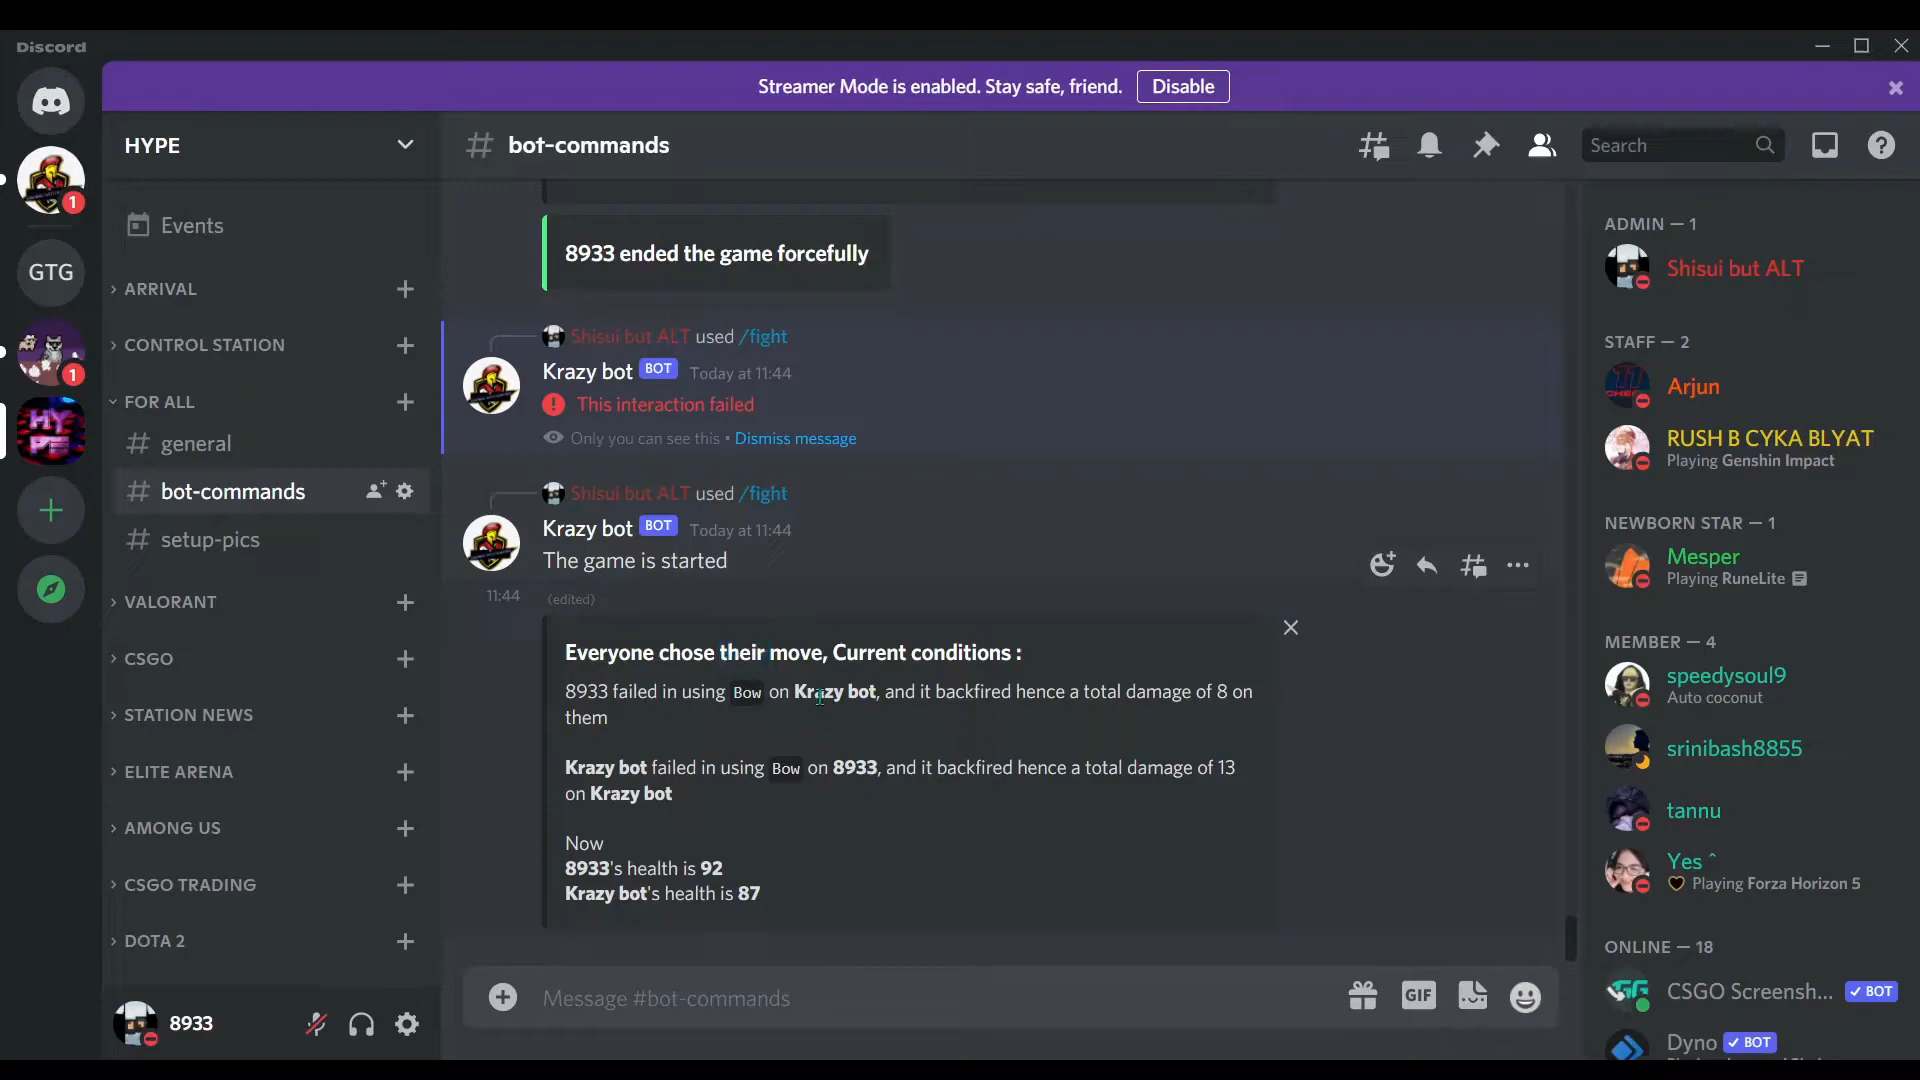 Discord
Streamer Mode is enabled. Stay safe, friend. Disable
HYPE
# bot-commands
Search
1
GTG
1
HYPE
Events
ARRIVAL
CONTROL STATION
FOR ALL
# general
# bot-commands
# setup-pics
VALORANT
CSGO
STATION NEWS
ELITE ARENA
AMONG US
CSGO TRADING
DOTA 2
8933
8933 ended the game forcefully
Shisui but ALT used /fight
Krazy bot BOT Today at 11:44
This interaction failed
Only you can see this • Dismiss message
Shisui but ALT used /fight
Krazy bot BOT Today at 11:44
The game is started
11:44 (edited)
Everyone chose their move, Current conditions :
8933 failed in using Bow on Krazy bot, and it backfired hence a total damage of 8 on
them
Krazy bot failed in using Bow on 8933, and it backfired hence a total damage of 13
on Krazy bot
Now
8933's health is 92
Krazy bot's health is 87
Message #bot-commands
GIF
ADMIN — 1
Shisui but ALT
STAFF — 2
Arjun
RUSH B CYKA BLYAT
Playing Genshin Impact
NEWBORN STAR — 1
Mesper
Playing RuneLite
MEMBER — 4
speedysoul9
Auto coconut
srinibash8855
tannu
Yes ^
Playing Forza Horizon 5
ONLINE — 18
CSGO Screensh... ✓ BOT
Dyno ✓ BOT